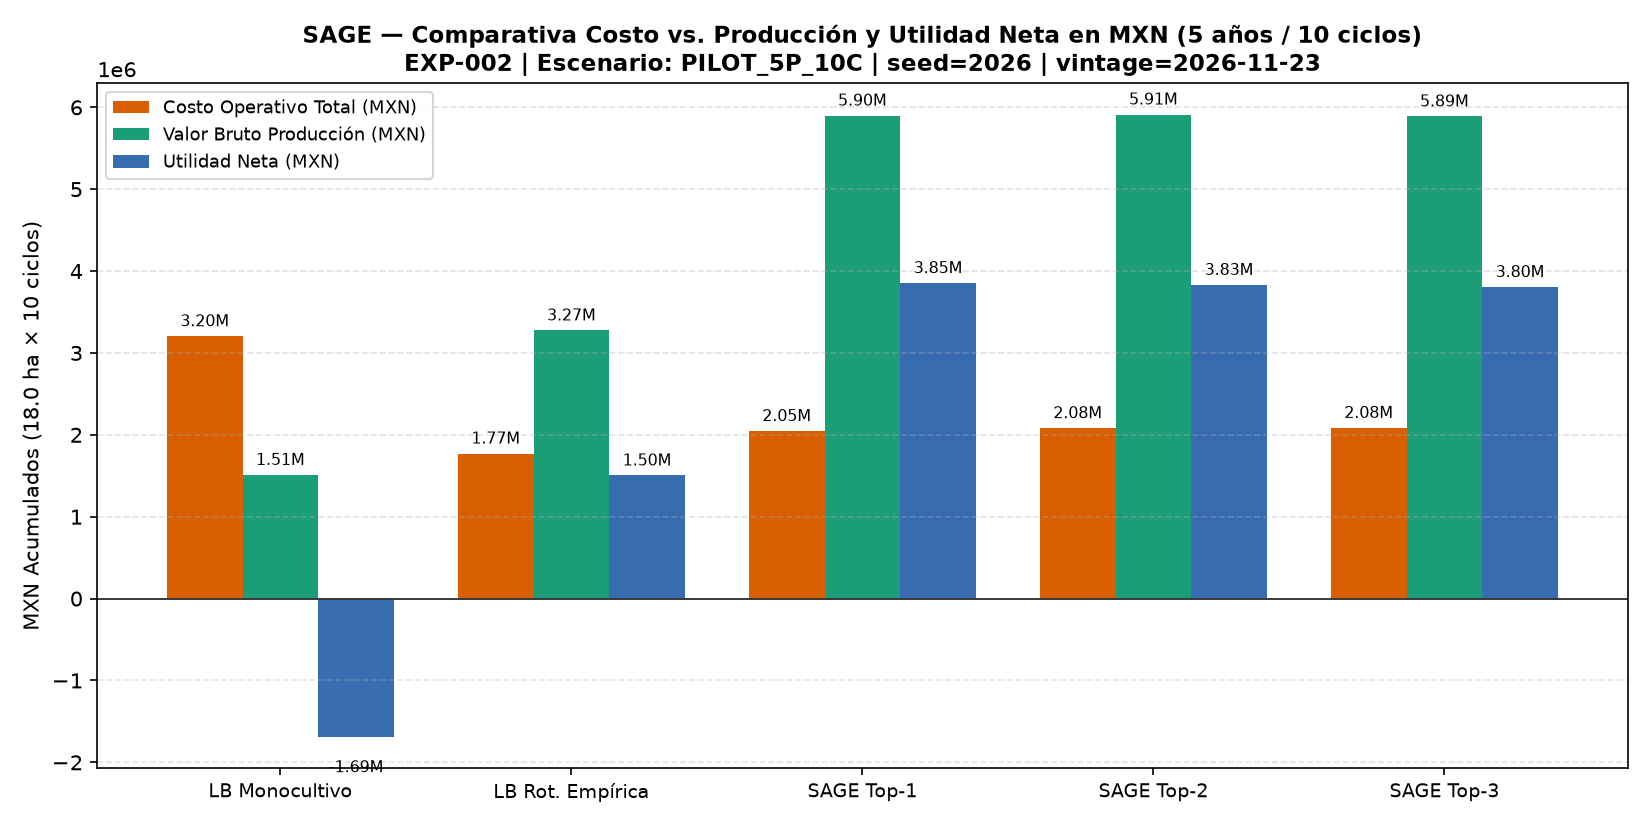 SAGE — Comparativa Costo vs. Producción y Utilidad Neta en MXN (5 años / 10 ciclos)
EXP-002 | Escenario: PILOT_5P_10C | seed=2026 | vintage=2026-11-23
1e6
Costo Operativo Total (MXN)
Valor Bruto Producción (MXN)
Utilidad Neta (MXN)
MXN Acumulados (18.0 ha × 10 ciclos)
6
5
4
3
2
1
0
−1
−2
3.20M
1.51M
-1.69M
1.77M
3.27M
1.50M
2.05M
5.90M
3.85M
2.08M
5.91M
3.83M
2.08M
5.89M
3.80M
LB Monocultivo
LB Rot. Empírica
SAGE Top-1
SAGE Top-2
SAGE Top-3